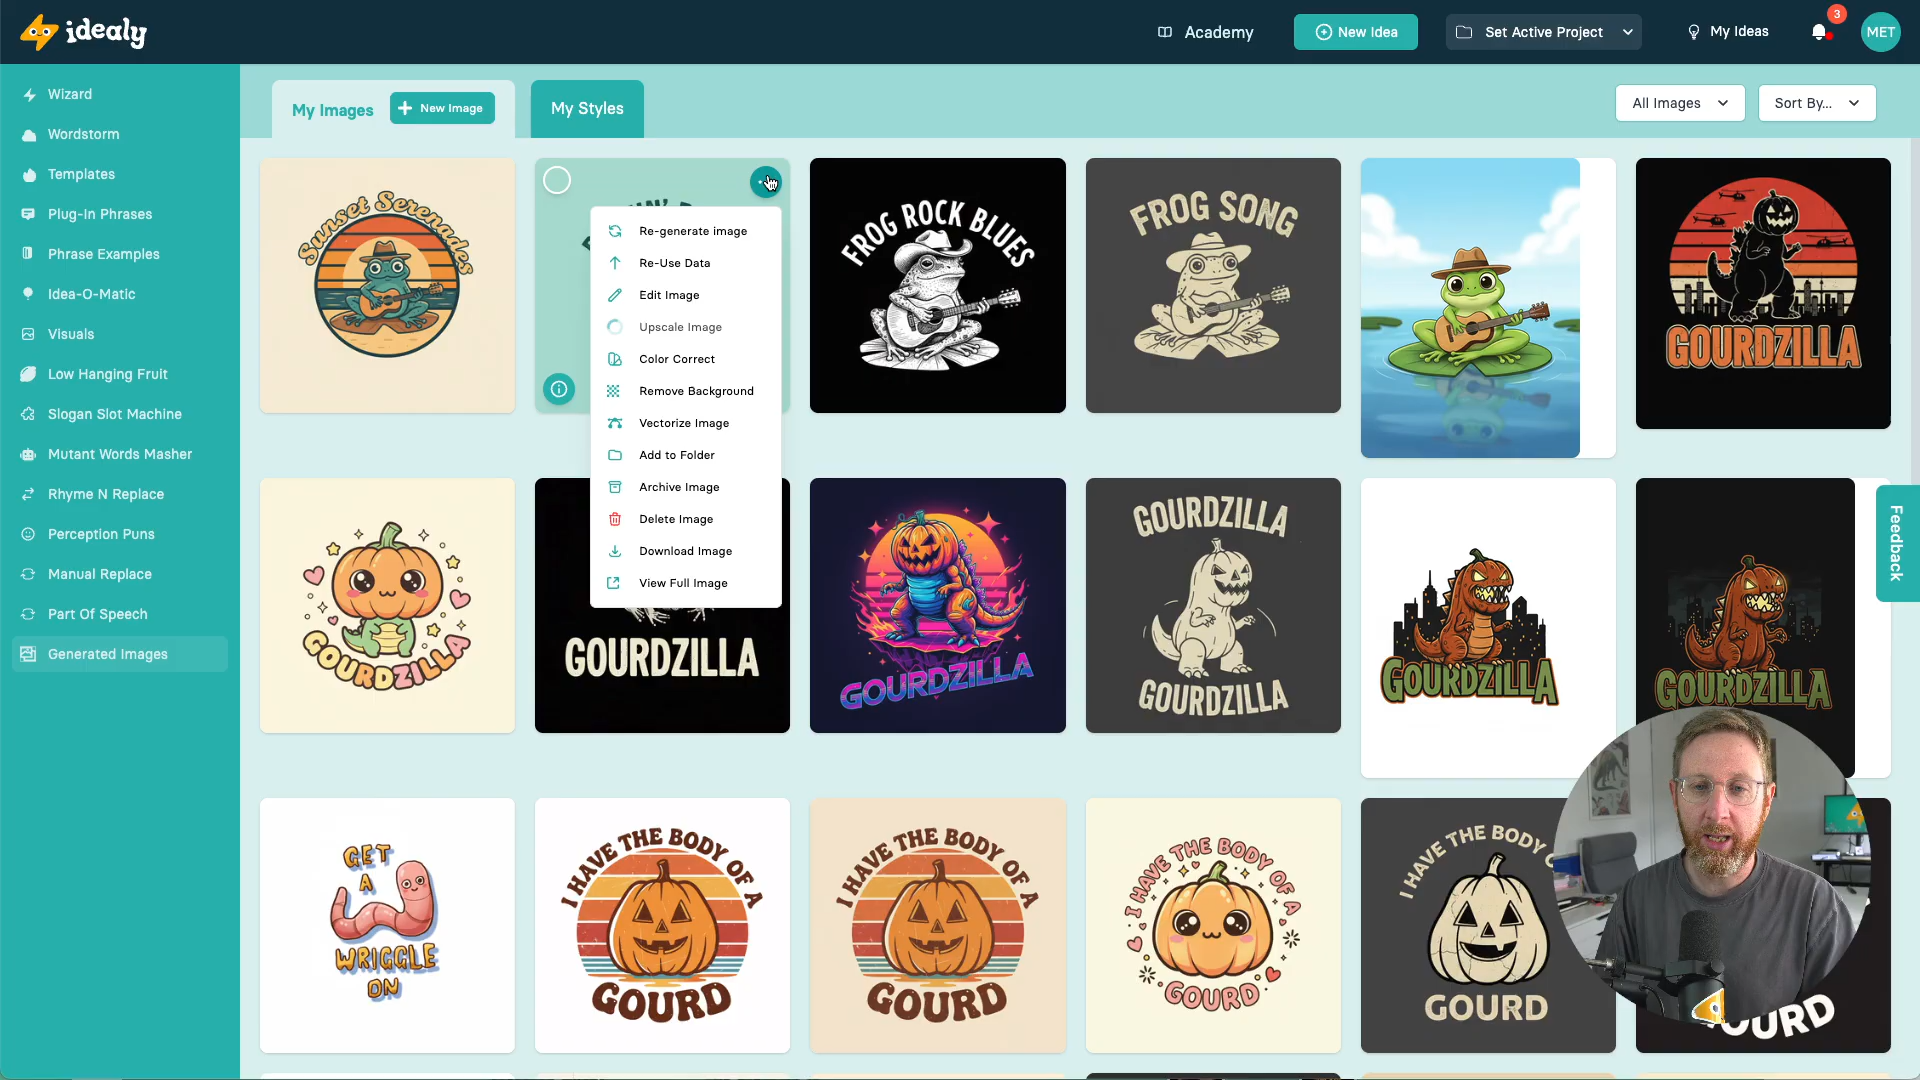 idealy
Academy
New Idea
Set Active Project
My Ideas
3
MET
Wizard
Wordstorm
Templates
Plug-In Phrases
Phrase Examples
Idea-O-Matic
Visuals
Low Hanging Fruit
Slogan Slot Machine
Mutant Words Masher
Rhyme N Replace
Perception Puns
Manual Replace
Part Of Speech
Generated Images
My Images
New Image
My Styles
All Images
Sort By...
Sunset Serenades
Re-generate image
Re-Use Data
Edit Image
Upscale Image
Color Correct
Remove Background
Vectorize Image
Add to Folder
Archive Image
Delete Image
Download Image
View Full Image
FROG ROCK BLUES
FROG SONG
GOURDZILLA
GOURDZILLA
GOURDZILLA
GOURDZILLA
GOURDZILLA
GOURDZILLA
GOURDZILLA
GOURDZILLA
Feedback
GET
A
WRIGGLE
ON
I HAVE THE BODY OF A
GOURD
I HAVE THE BODY OF A
GOURD
I HAVE THE BODY OF A
GOURD
I HAVE THE BODY O
GOURD
OURD